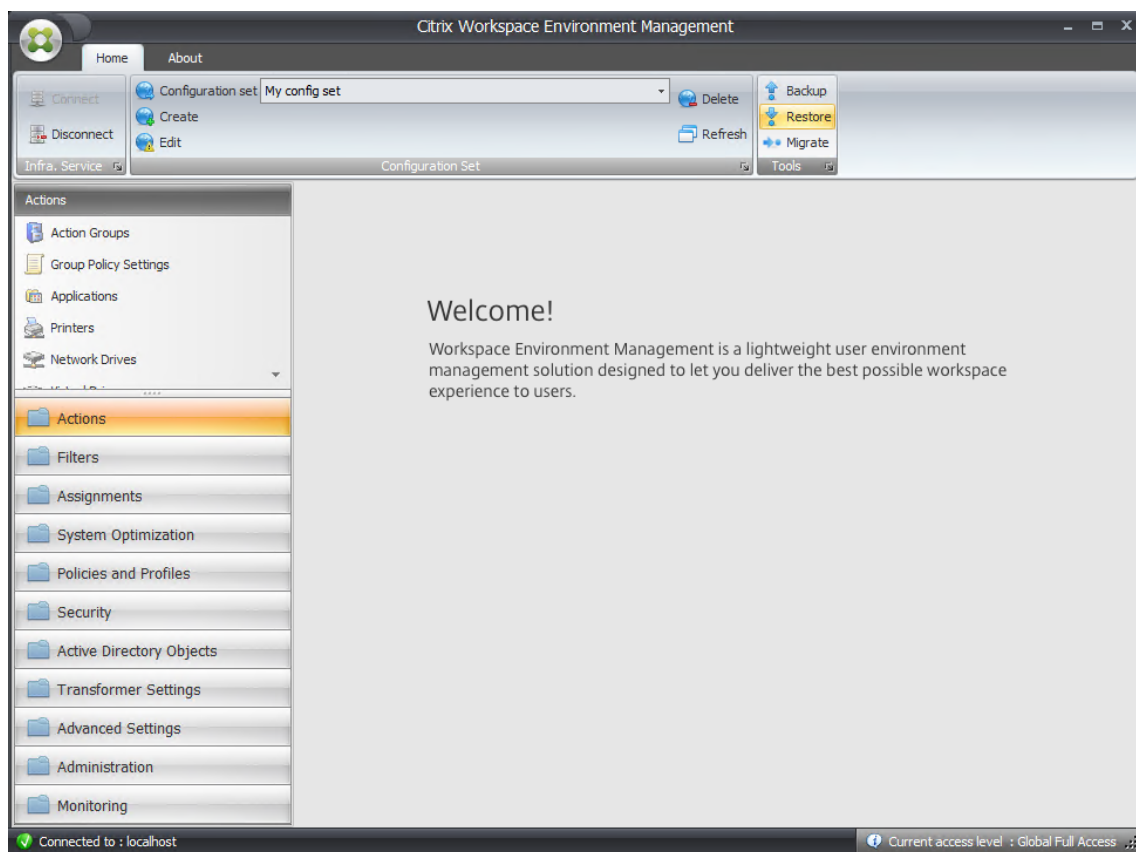 Citrix Workspace Environment Management
Home
About
Connect
Disconnect
Infra. Service
Configuration set
My config set
Create
Edit
Delete
Refresh
Configuration Set
Backup
Restore
Migrate
Tools
Actions
Action Groups
Group Policy Settings
Applications
Printers
Network Drives
Actions
Filters
Assignments
System Optimization
Policies and Profiles
Security
Active Directory Objects
Transformer Settings
Advanced Settings
Administration
Monitoring
Welcome!
Workspace Environment Management is a lightweight user environment
management solution designed to let you deliver the best possible workspace
experience to users.
Connected to : localhost
Current access level : Global Full Access